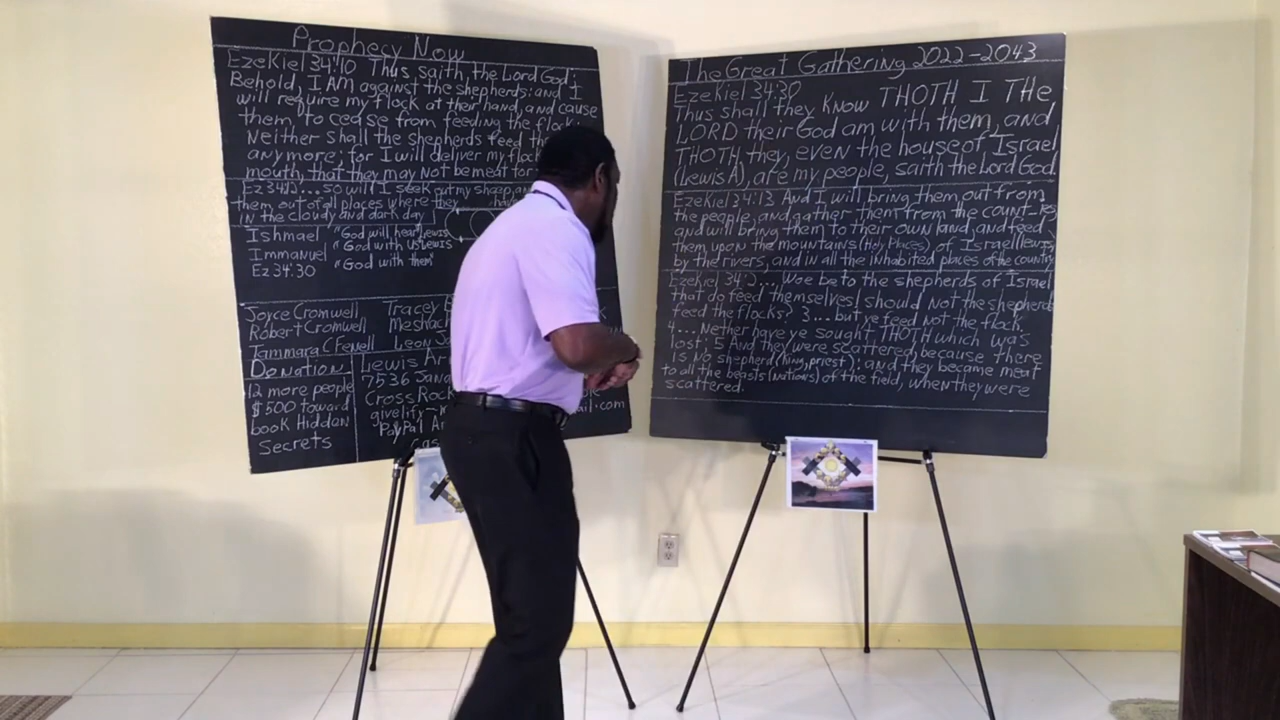 Prophecy Now
Ezekiel 34:10 Thus saith, the Lord God;
Behold, I AM against the shepherds: and I
will require my flock at their hand, and cause
them, to cease from feeding the flock;
Neither shall the shepherds feed
any more, for I will deliver my flock
mouth, that they may not be meat for
Ez 34:12... so will I seek out my sheep, and
them, out of all places where they
in the cloudy and dark day
Ishmael "God will hear Lewis
Immanuel "God with us Lewis
Ez 34:30 "God with them"
Joyce Cromwell Tracey
Robert Cromwell Meshach
Tammara C Fewell Leon
Donation
12 more people
$500 toward
book Hidden
Secrets
Lewis
7536
Cross
givelify
PayPal
ail.com
The Great Gathering 2022-2043
Ezekiel 34:30
Thus shall they know THOTH I THe
LORD their God am with them, and
THOTH, they, even the house of Israel
(Lewis A), are my people, saith the Lord God.
Ezekiel 34:13 And I will bring them out from
the people, and gather them from the count-res
and will bring them to their own land, and feed
them upon the mountains (Holy Places) of Israel (lewis)
by the rivers, and in all the inhabited places of the country
Ezekiel 34:2... Woe be to the shepherds of Israel
that do feed themselves! should not the shepherds
feed the flocks? 3... but ye feed not the flock,
4... Nether have ye sought THOTH which was
lost; 5 And they were scattered, because there
is No shepherd (king, priest): and they became meat
to all the beasts (Nations) of the field, when they were
scattered.